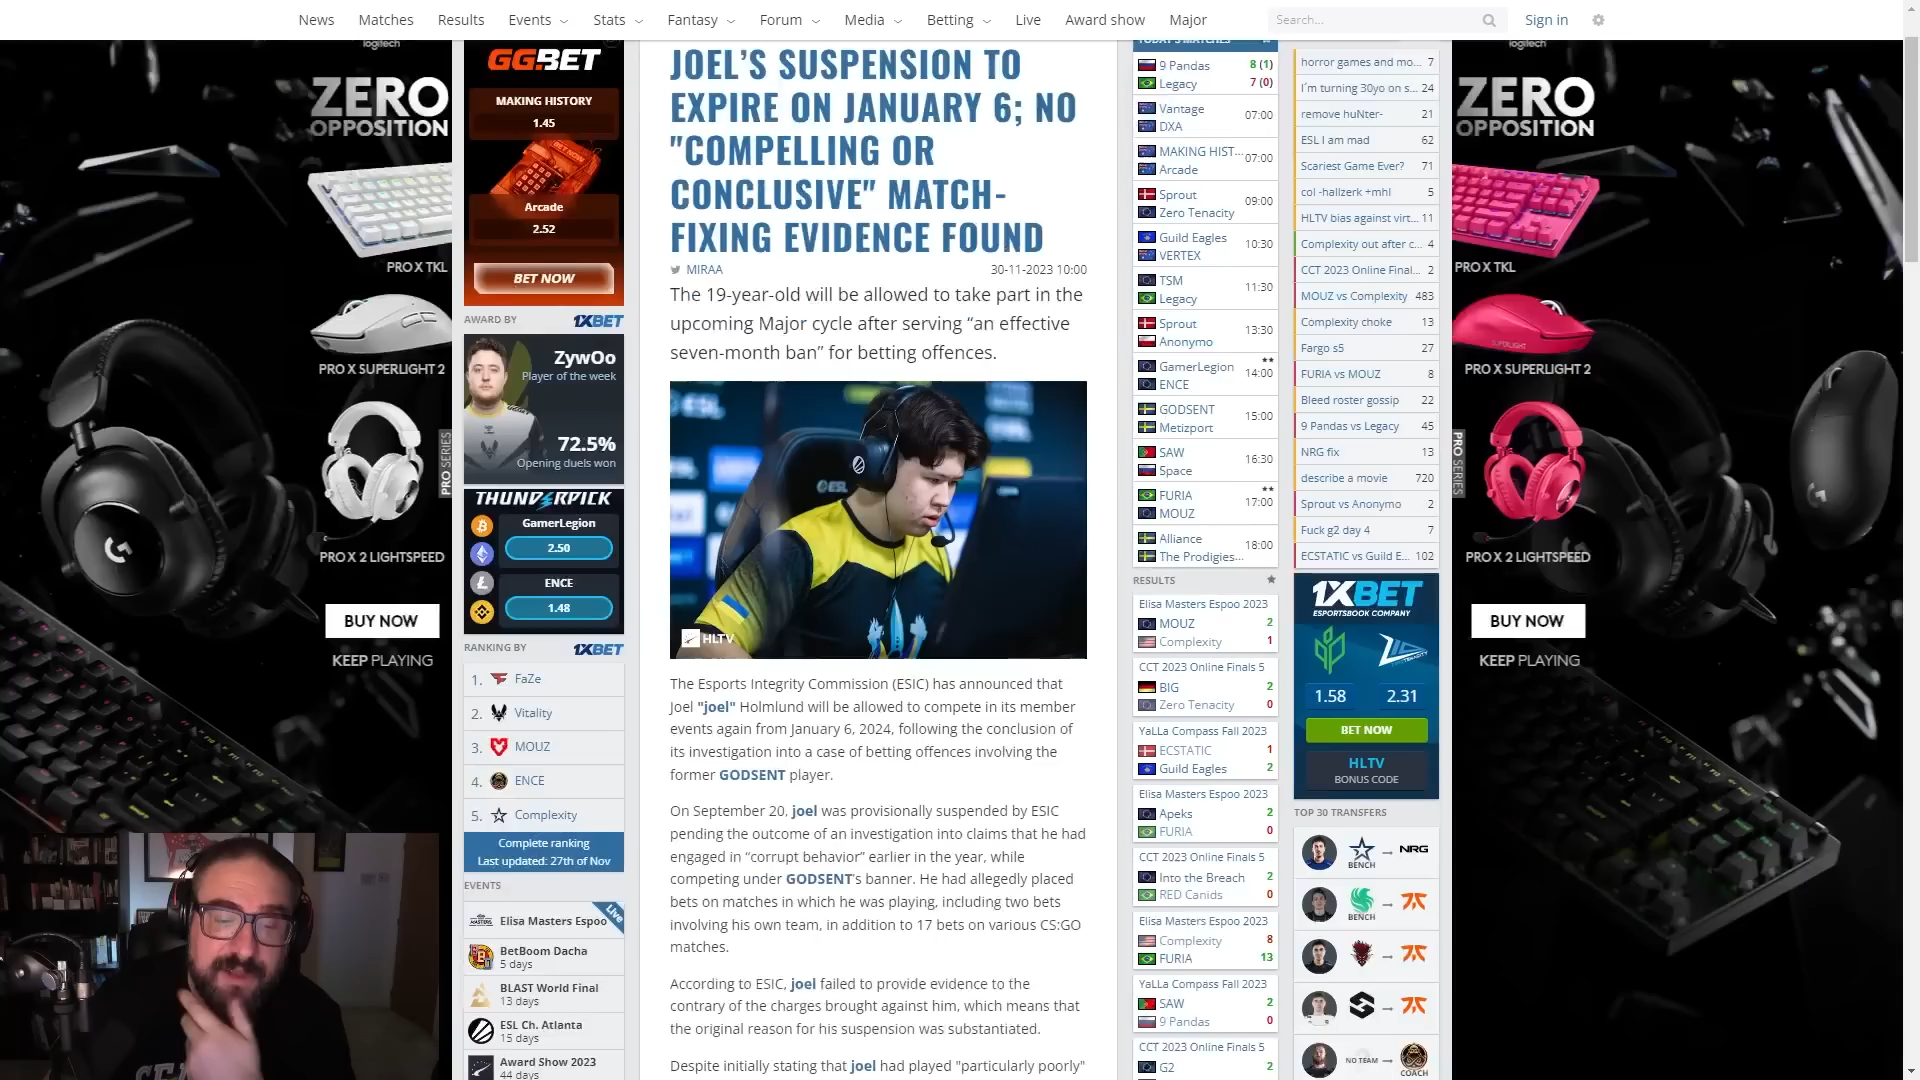 News Matches Results Events Stats Fantasy Forum Media Betting Live Award show Major Search... Sign in
logitech
ZERO
OPPOSITION
PRO X TKL
PRO X SUPERLIGHT 2
PRO SERIES
PRO X 2 LIGHTSPEED
BUY NOW
KEEP PLAYING
GG.BET
MAKING HISTORY
1.45
BET NOW
Arcade
2.52
BET NOW
AWARD BY 1XBET
ZywOo
Player of the week
72.5%
Opening duels won
THUNDERPICK
GamerLegion
2.50
ENCE
1.48
RANKING BY 1XBET
1. FaZe
2. Vitality
3. MOUZ
4. ENCE
5. Complexity
Complete ranking
Last updated: 27th of Nov
EVENTS
Elisa Masters Espoo Live
BetBoom Dacha
5 days
BLAST World Final
13 days
ESL Ch. Atlanta
15 days
Award Show 2023
44 days
JOEL’S SUSPENSION TO
EXPIRE ON JANUARY 6; NO
"COMPELLING OR
CONCLUSIVE" MATCH-
FIXING EVIDENCE FOUND
MIRAA 30-11-2023 10:00
The 19-year-old will be allowed to take part in the
upcoming Major cycle after serving “an effective
seven-month ban” for betting offences.
ESL
ESL
HLTV
The Esports Integrity Commission (ESIC) has announced that
Joel "joel" Holmlund will be allowed to compete in its member
events again from January 6, 2024, following the conclusion of
its investigation into a case of betting offences involving the
former GODSENT player.
On September 20, joel was provisionally suspended by ESIC
pending the outcome of an investigation into claims that he had
engaged in “corrupt behavior” earlier in the year, while
competing under GODSENT's banner. He had allegedly placed
bets on matches in which he was playing, including two bets
involving his own team, in addition to 17 bets on various CS:GO
matches.
According to ESIC, joel failed to provide evidence to the
contrary of the charges brought against him, which means that
the original reason for his suspension was substantiated.
Despite initially stating that joel had played "particularly poorly"
TODAY'S MATCHES
9 Pandas 8 (1)
Legacy 7 (0)
Vantage
DXA
07:00
MAKING HIST...
Arcade
07:00
Sprout
Zero Tenacity
09:00
Guild Eagles
VERTEX
10:30
TSM
Legacy
11:30
Sprout
Anonymo
13:30
GamerLegion
ENCE
14:00
GODSENT
Metizport
15:00
SAW
Space
16:30
FURIA
MOUZ
17:00
Alliance
The Prodigies...
18:00
RESULTS
Elisa Masters Espoo 2023
MOUZ 2
Complexity 1
CCT 2023 Online Finals 5
BIG 2
Zero Tenacity 0
YaLLa Compass Fall 2023
ECSTATIC 1
Guild Eagles 2
Elisa Masters Espoo 2023
Apeks 2
FURIA 0
CCT 2023 Online Finals 5
Into the Breach 2
RED Canids 0
Elisa Masters Espoo 2023
Complexity 8
FURIA 13
YaLLa Compass Fall 2023
SAW 2
9 Pandas 0
CCT 2023 Online Finals 5
G2 2
horror games and mo... 7
I´m turning 30yo on s... 24
remove huNter- 21
ESL I am mad 62
Scariest Game Ever? 71
col -hallzerk +mhl 5
HLTV bias against virt... 11
Complexity out after c... 4
CCT 2023 Online Final... 2
MOUZ vs Complexity 483
Complexity choke 13
Fargo s5 27
FURIA vs MOUZ 8
Bleed roster gossip 22
9 Pandas vs Legacy 45
NRG fix 13
describe a movie 720
Sprout vs Anonymo 2
Fuck g2 day 4 7
ECSTATIC vs Guild E... 102
1XBET
ESPORTSBOOK COMPANY
1.58 2.31
BET NOW
HLTV
BONUS CODE
TOP 30 TRANSFERS
BENCH NRG
BENCH
NO TEAM COACH
logitech
ZERO
OPPOSITION
PRO X TKL
SUPERLIGHT
PRO X SUPERLIGHT 2
PRO SERIES
PRO X 2 LIGHTSPEED
BUY NOW
KEEP PLAYING